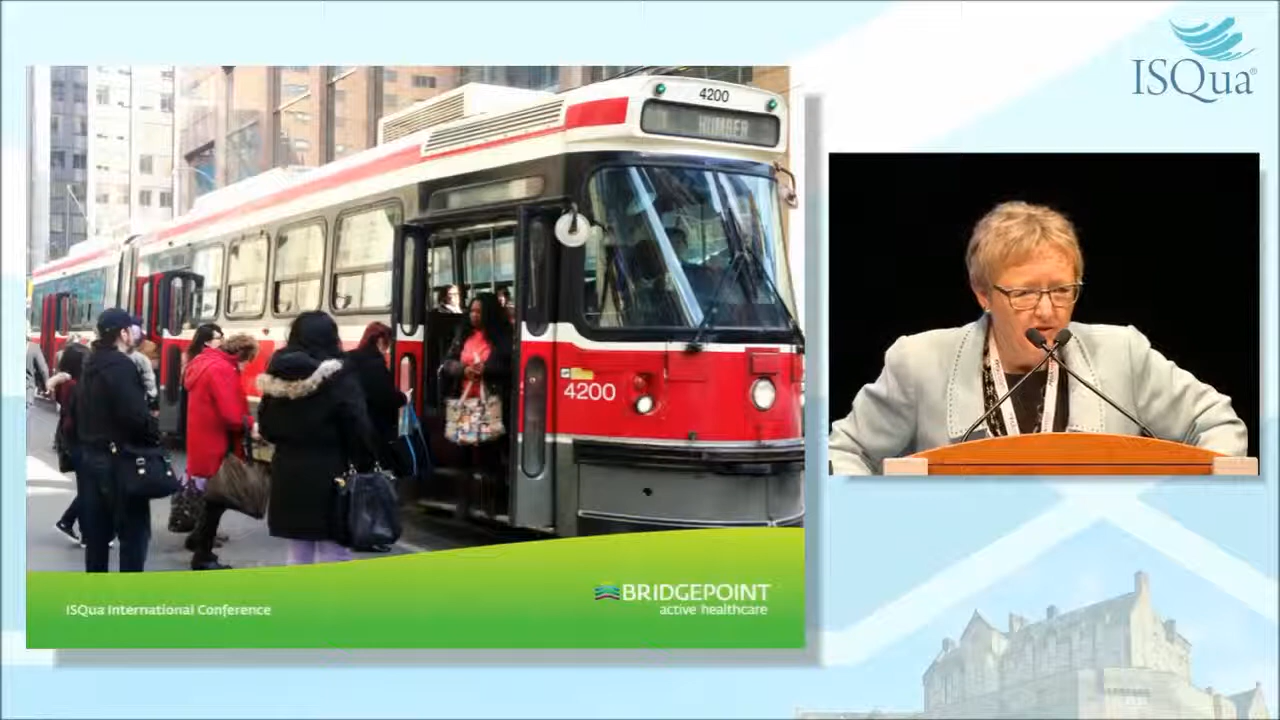 4200
HUMBER
4200
ISQua International Conference
BRIDGEPOINT
active healthcare
ISQua®